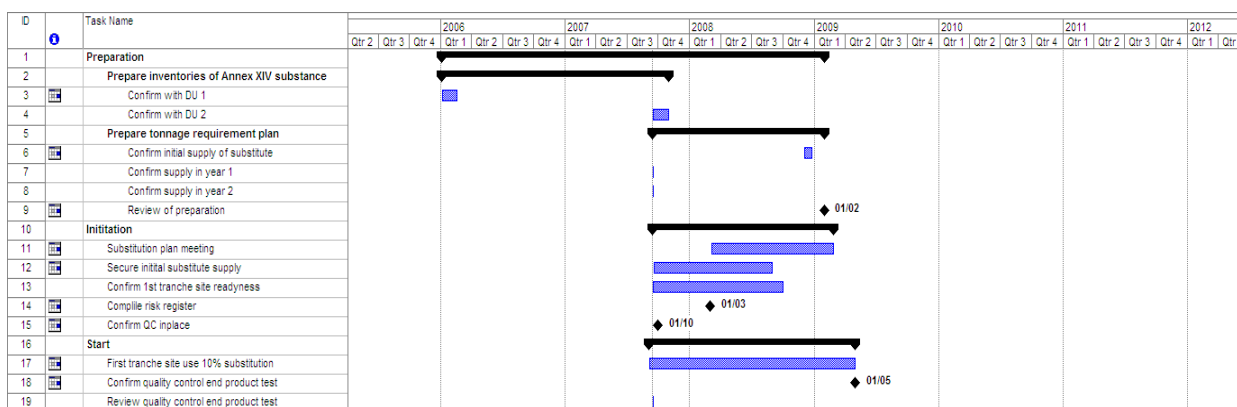 ID Task Name 2006 2007 2008 2009 2010 2011 2012
Qtr 2 Qtr 3 Qtr 4 Qtr 1 Qtr 2 Qtr 3 Qtr 4 Qtr 1 Qtr 2 Qtr 3 Qtr 4 Qtr 1 Qtr 2 Qtr 3 Qtr 4 Qtr 1 Qtr 2 Qtr 3 Qtr 4 Qtr 1 Qtr 2 Qtr 3 Qtr 4 Qtr 1 Qtr 2 Qtr 3 Qtr 4 Qtr 1 Qtr
1 Preparation
2 Prepare inventories of Annex XIV substance
3 Confirm with DU 1
4 Confirm with DU 2
5 Prepare tonnage requirement plan
6 Confirm initial supply of substitute
7 Confirm supply in year 1
8 Confirm supply in year 2
9 Review of preparation 01/02
10 Inititation
11 Substitution plan meeting
12 Secure initital substitute supply
13 Confirm 1st tranche site readyness
14 Complile risk register 01/03
15 Confirm QC inplace 01/10
16 Start
17 First tranche site use 10% substitution
18 Confirm quality control end product test 01/05
19 Review quality control end product test